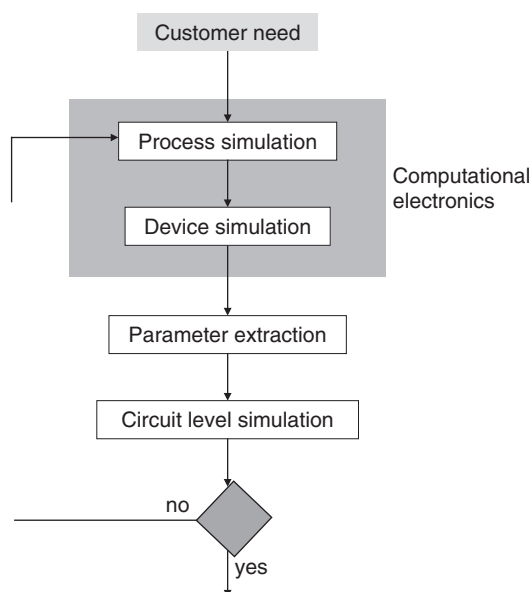 Customer need
Process simulation
Computational
electronics
Device simulation
Parameter extraction
Circuit level simulation
no
yes